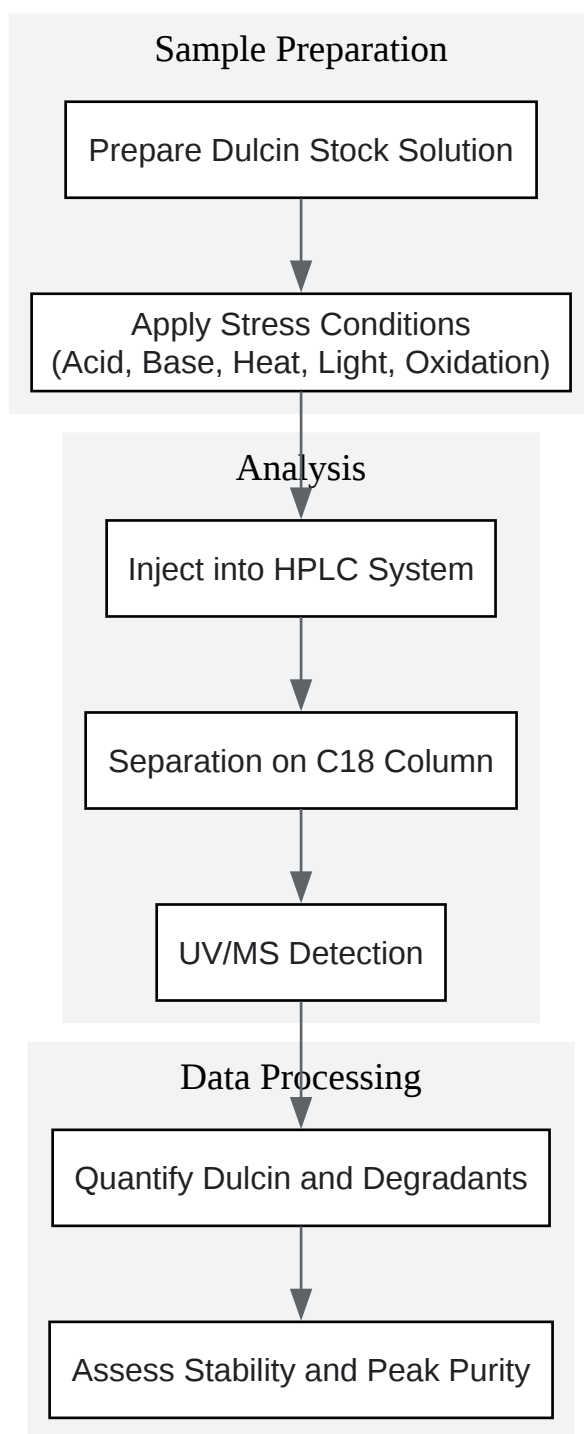 Sample Preparation
Prepare Dulcin Stock Solution
Apply Stress Conditions
(Acid, Base, Heat, Light, Oxidation)
Analysis
Inject into HPLC System
Separation on C18 Column
UV/MS Detection
Data Processing
Quantify Dulcin and Degradants
Assess Stability and Peak Purity